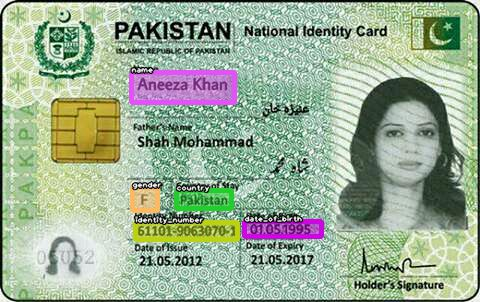 PAKISTAN National Identity Card
ISLAMIC REPUBLIC OF PAKISTAN
name
Aneeza Khan
خان
Father's Name
Shah Mohammad
شاہ محمد
gender country of Stay
F Pakistan
identity_number date_of_birth
61101-9063070-1 01.05.1995
Date of Issue Date of Expiry
21.05.2012 21.05.2017
Holder's Signature
PAKP